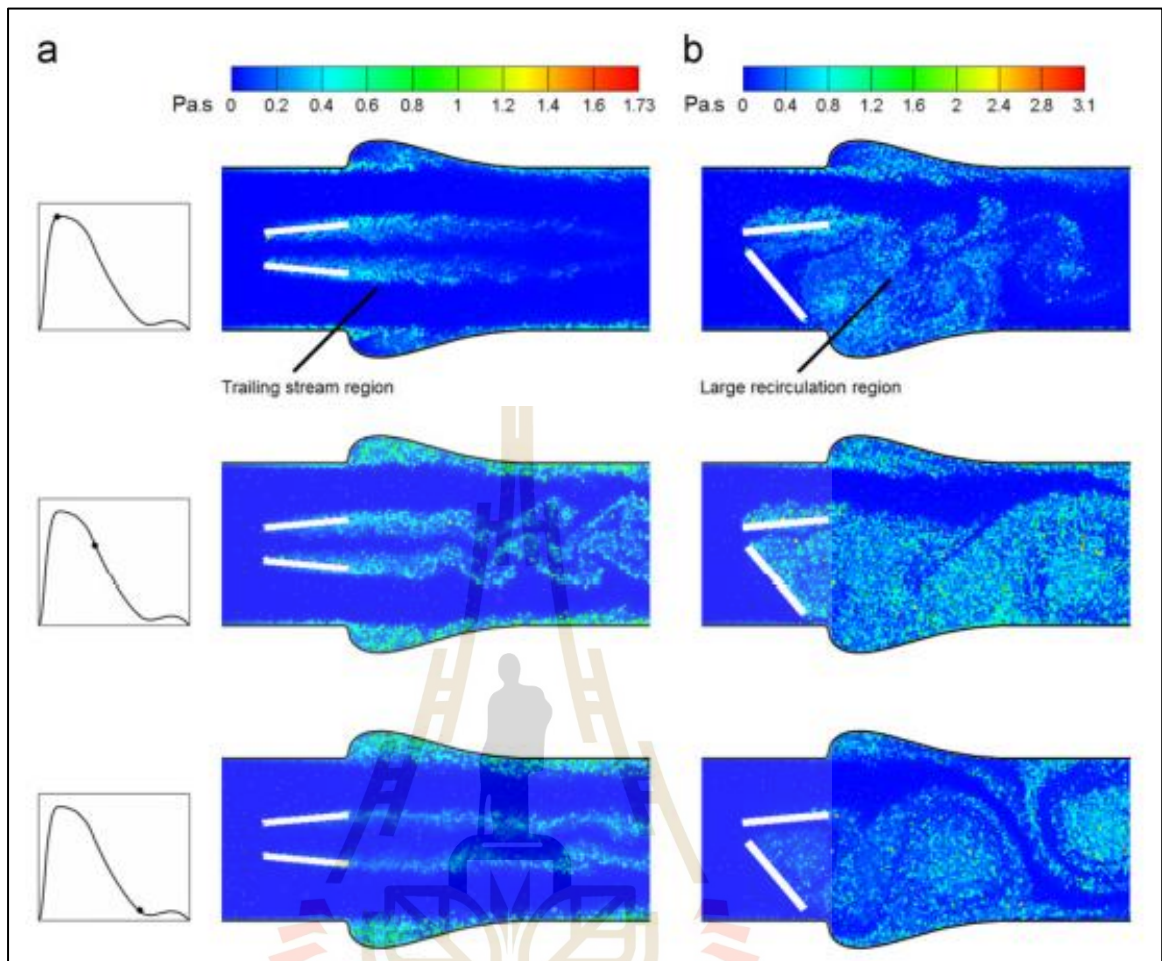 a
b
Pa.s 0 0.2 0.4 0.6 0.8 1 1.2 1.4 1.6 1.73
Pa.s 0 0.4 0.8 1.2 1.6 2 2.4 2.8 3.1
Trailing stream region
Large recirculation region